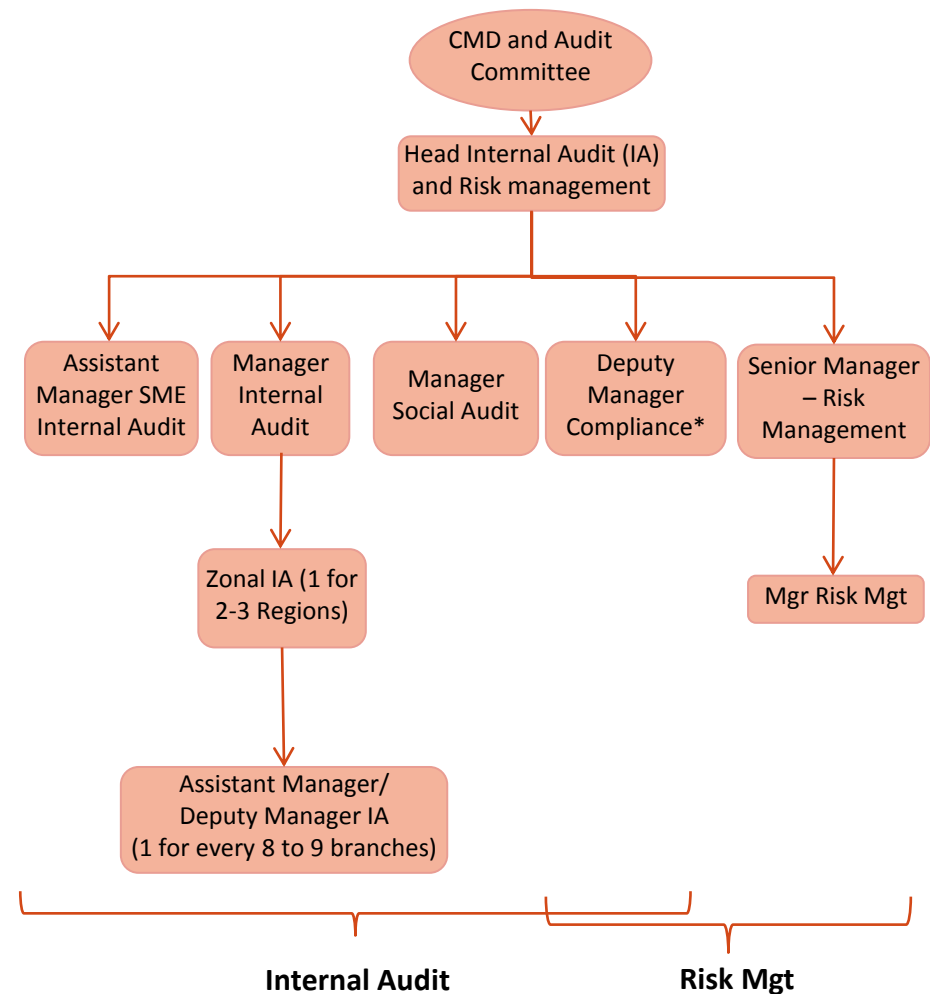 CMD and Audit
Committee
Head Internal Audit (IA)
and Risk management
Assistant
Manager SME
Internal Audit
Manager
Internal
Audit
Manager
Social Audit
Deputy
Manager
Compliance*
Senior Manager
– Risk
Management
Zonal IA (1 for
2-3 Regions)
Mgr Risk Mgt
Assistant Manager/
Deputy Manager IA
(1 for every 8 to 9 branches)
Internal Audit
Risk Mgt